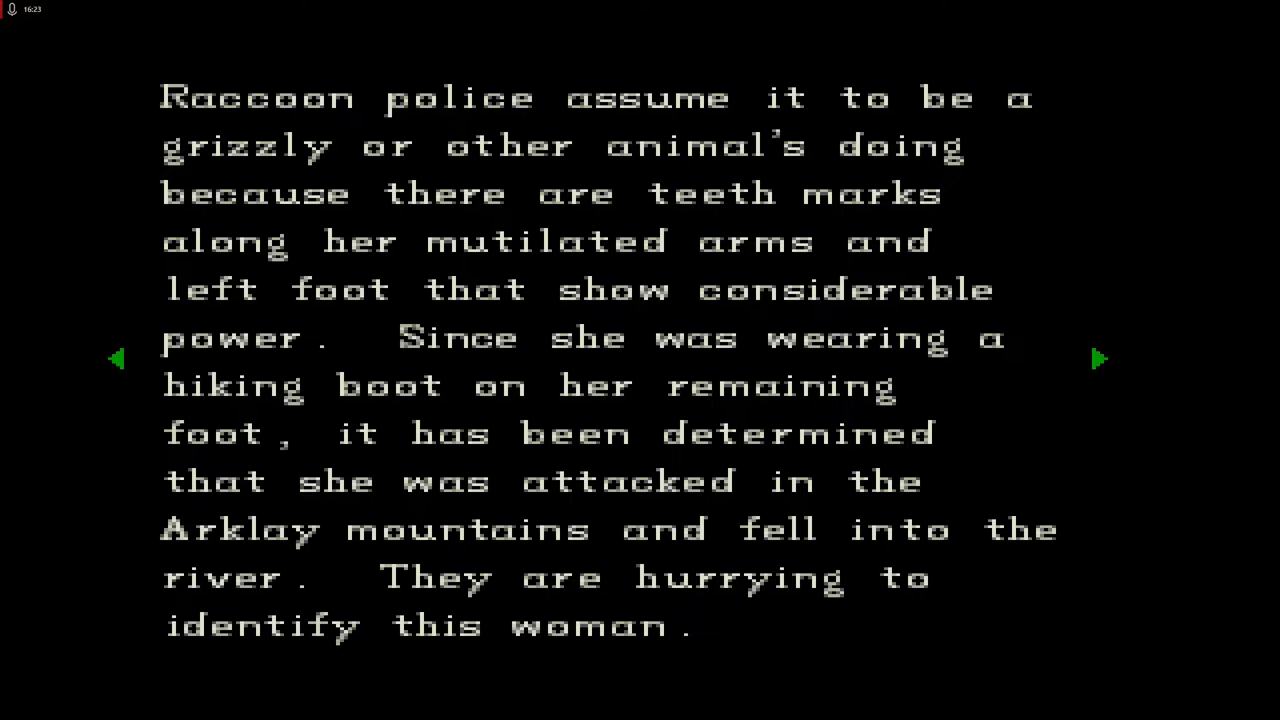 16:23
Raccoon police assume it to be a
grizzly or other animal's doing
because there are teeth marks
along her mutilated arms and
left foot that show considerable
power. Since she was wearing a
hiking boot on her remaining
foot, it has been determined
that she was attacked in the
Arklay mountains and fell into the
river. They are hurrying to
identify this woman.